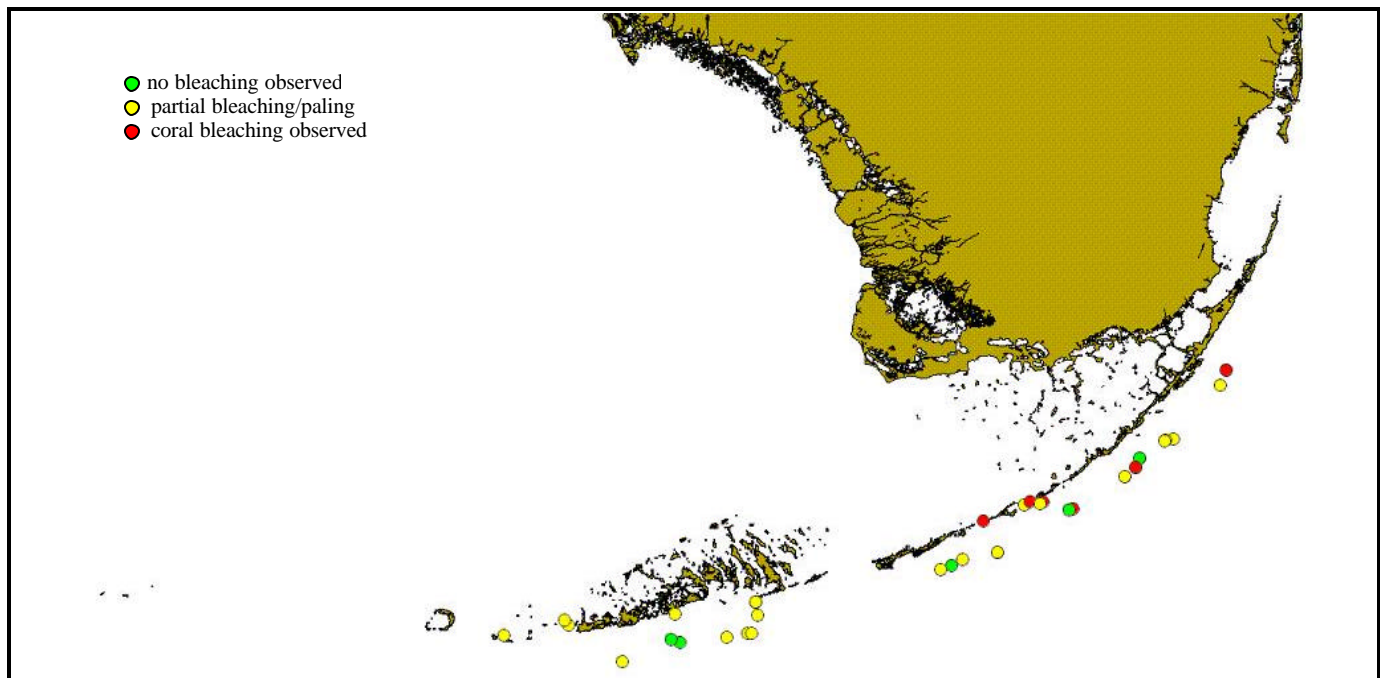 no bleaching observed
partial bleaching/paling
coral bleaching observed